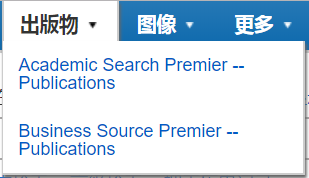 出版物 图像 更多
Academic Search Premier --
Publications
Business Source Premier --
Publications